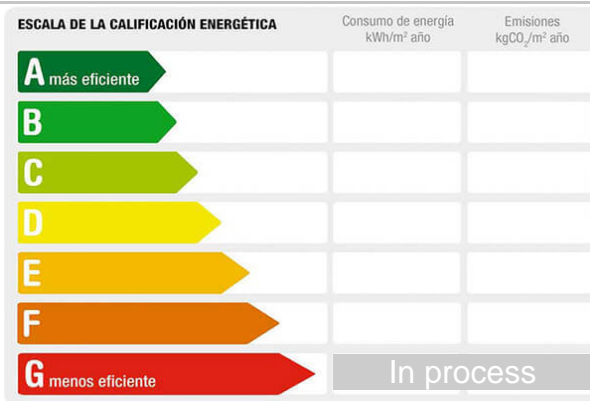 ESCALA DE LA CALIFICACIÓN ENERGÉTICA
Consumo de energía
kWh/m² año
Emisiones
kgCO₂/m² año
A más eficiente
B
C
D
E
F
G menos eficiente
In process